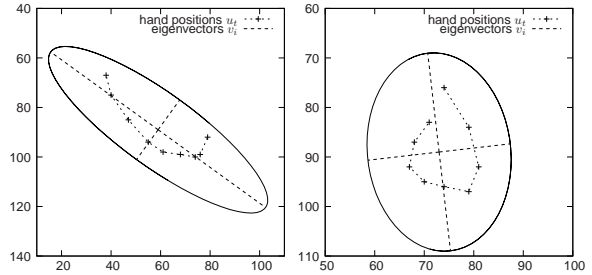 40
60
80
100
120
140
20 40 60 80 100
hand positions u_t
eigenvectors v_i
60
70
80
90
100
110
50 60 70 80 90 100
hand positions u_t
eigenvectors v_i